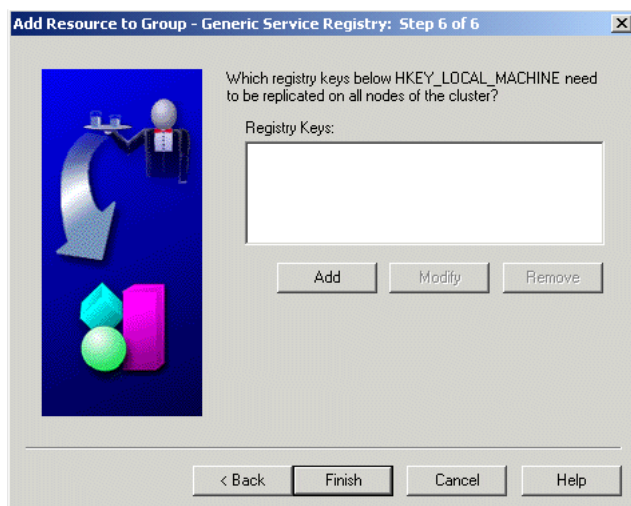 Add Resource to Group - Generic Service Registry: Step 6 of 6
Which registry keys below HKEY_LOCAL_MACHINE need
to be replicated on all nodes of the cluster?
Registry Keys:
Add Modify Remove
< Back Finish Cancel Help